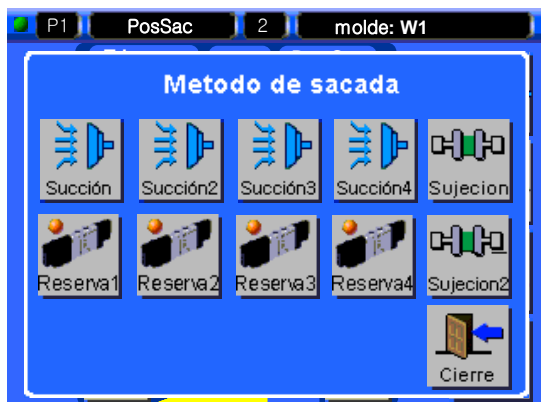 P1 PosSac 2 molde: W1
Metodo de sacada
Succión Succión2 Succión3 Succión4 Sujecion
Reserva1 Reserva2 Reserva3 Reserva4 Sujecion2
Cierre